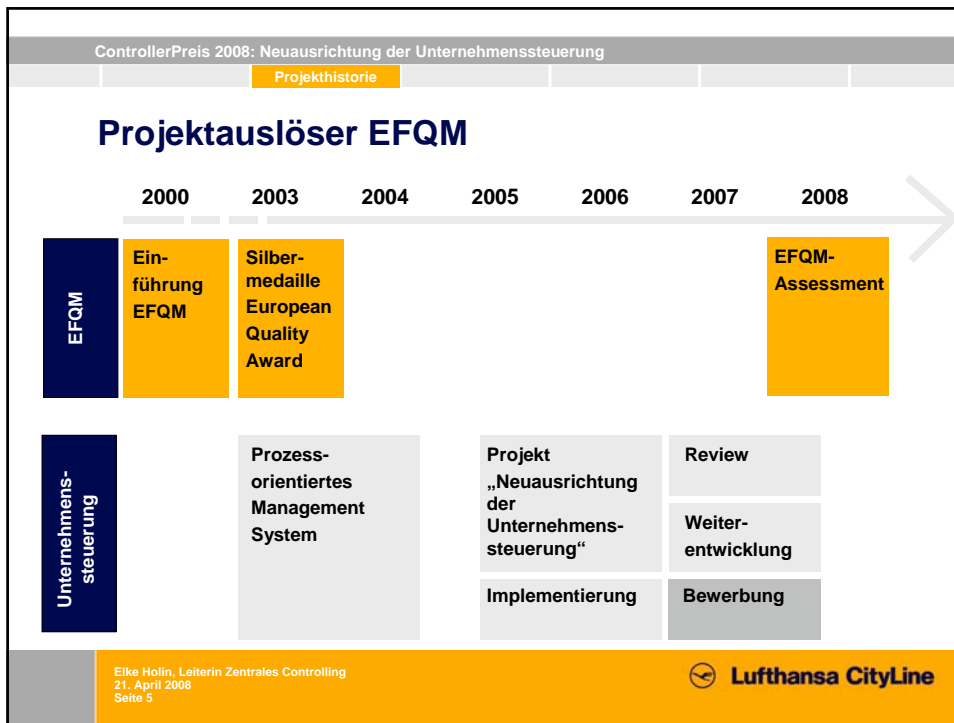 ControllerPreis 2008: Neuausrichtung der Unternehmenssteuerung
Projekthistorie
Projektauslöser EFQM
2000 2003 2004 2005 2006 2007 2008
EFQM
Ein-
führung
EFQM
Silber-
medaille
European
Quality
Award
EFQM-
Assessment
Unternehmens-
steuerung
Prozess-
orientiertes
Management
System
Projekt
„Neuausrichtung
der
Unternehmens-
steuerung“
Implementierung
Review
Weiter-
entwicklung
Bewerbung
Elke Holin, Leiterin Zentrales Controlling
21. April 2008
Seite 5
Lufthansa CityLine